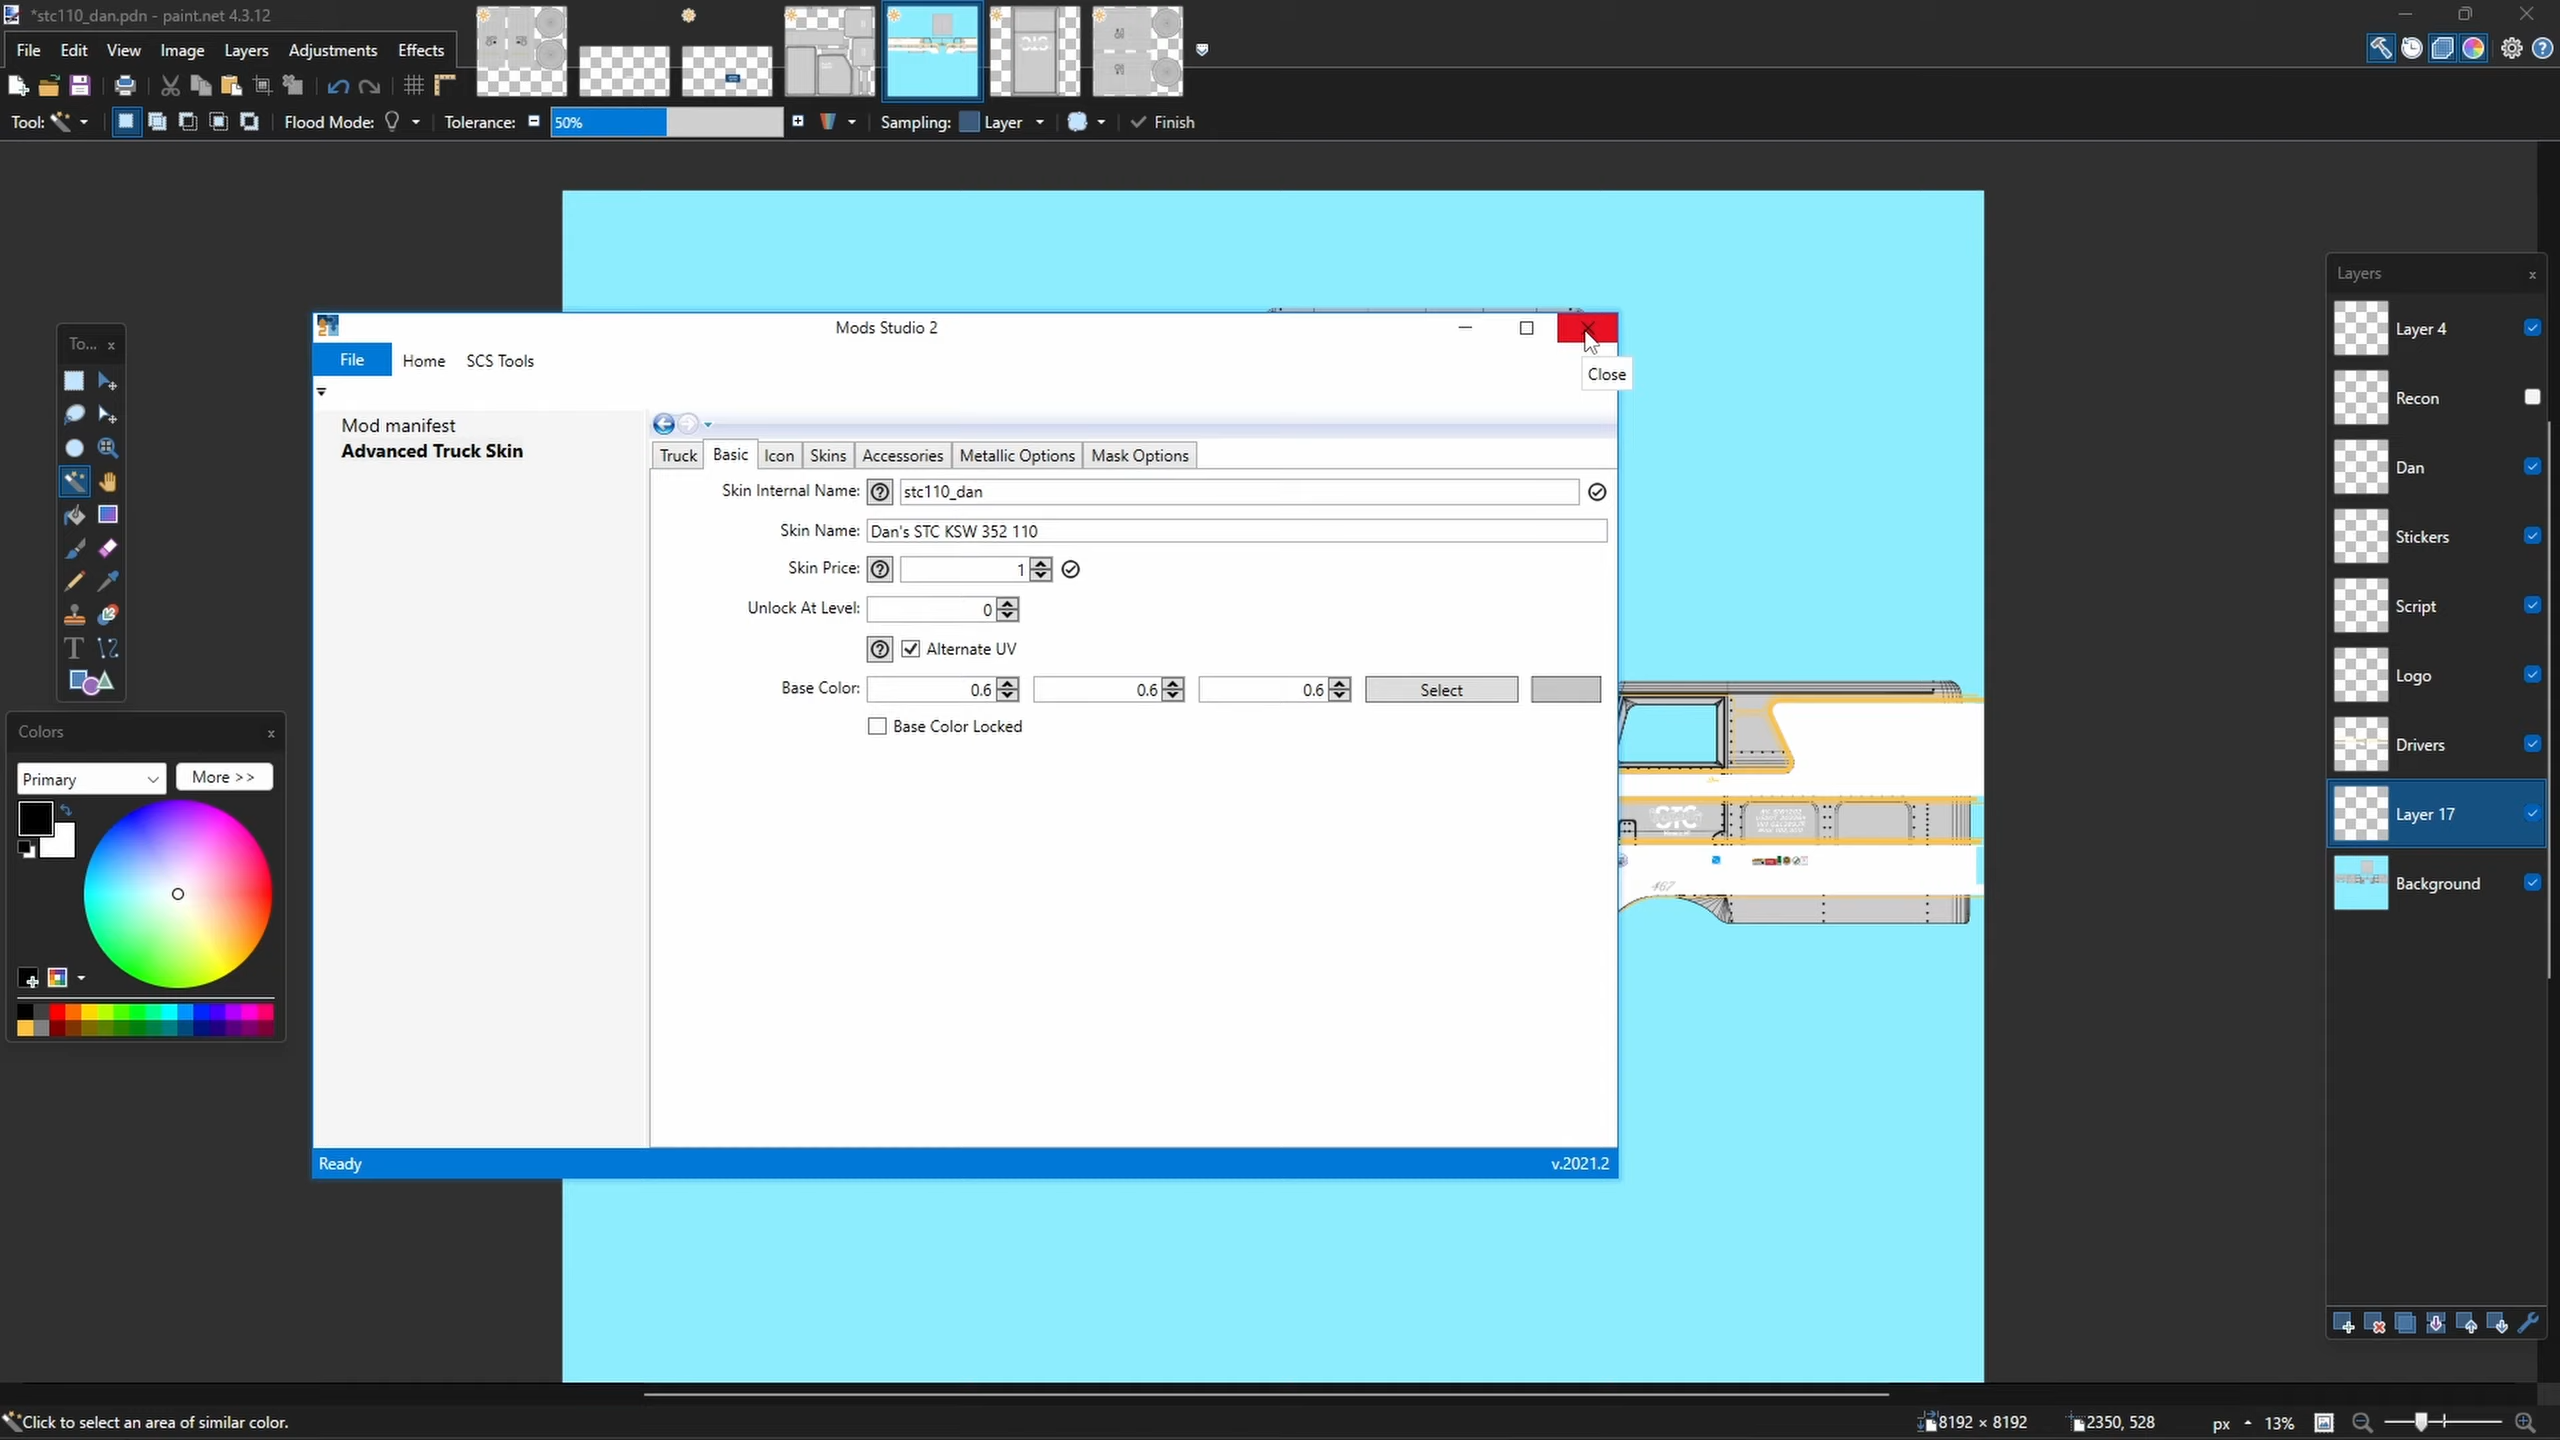 *stc110_dan.pdn - paint.net 4.3.12
File Edit View Image Layers Adjustments Effects
Tool: Flood Mode: Tolerance: 50% Sampling: Layer Finish
Layers
Layer 4
Recon
Dan
Stickers
Script
Logo
Drivers
Layer 17
Background
To...
Mods Studio 2
File Home SCS Tools
Close
Mod manifest
Advanced Truck Skin
Truck Basic Icon Skins Accessories Metallic Options Mask Options
Skin Internal Name: stc110_dan
Skin Name: Dan's STC KSW 352 110
Skin Price: 1
Unlock At Level: 0
Alternate UV
Base Color: 0.6 0.6 0.6 Select
Base Color Locked
Ready v.2021.2
Colors
Primary More >>
STC
467
Click to select an area of similar color. 8192 × 8192 2350, 528 px 13%